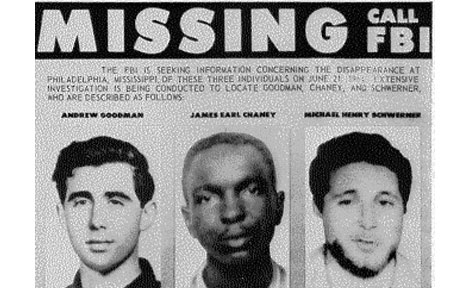 MISSING
CALL
FBI
THE FBI IS SEEKING INFORMATION CONCERNING THE DISAPPEARANCE AT
PHILADELPHIA, MISSISSIPPI, OF THESE THREE INDIVIDUALS ON JUNE 21, EXTENSIVE
INVESTIGATION IS BEING CONDUCTED TO LOCATE GOODMAN, CHANEY, AND SCHWERNER,
WHO ARE DESCRIBED AS FOLLOWS:
ANDREW GOODMAN
JAMES EARL CHANEY
MICHAEL HENRY SCHWERNER